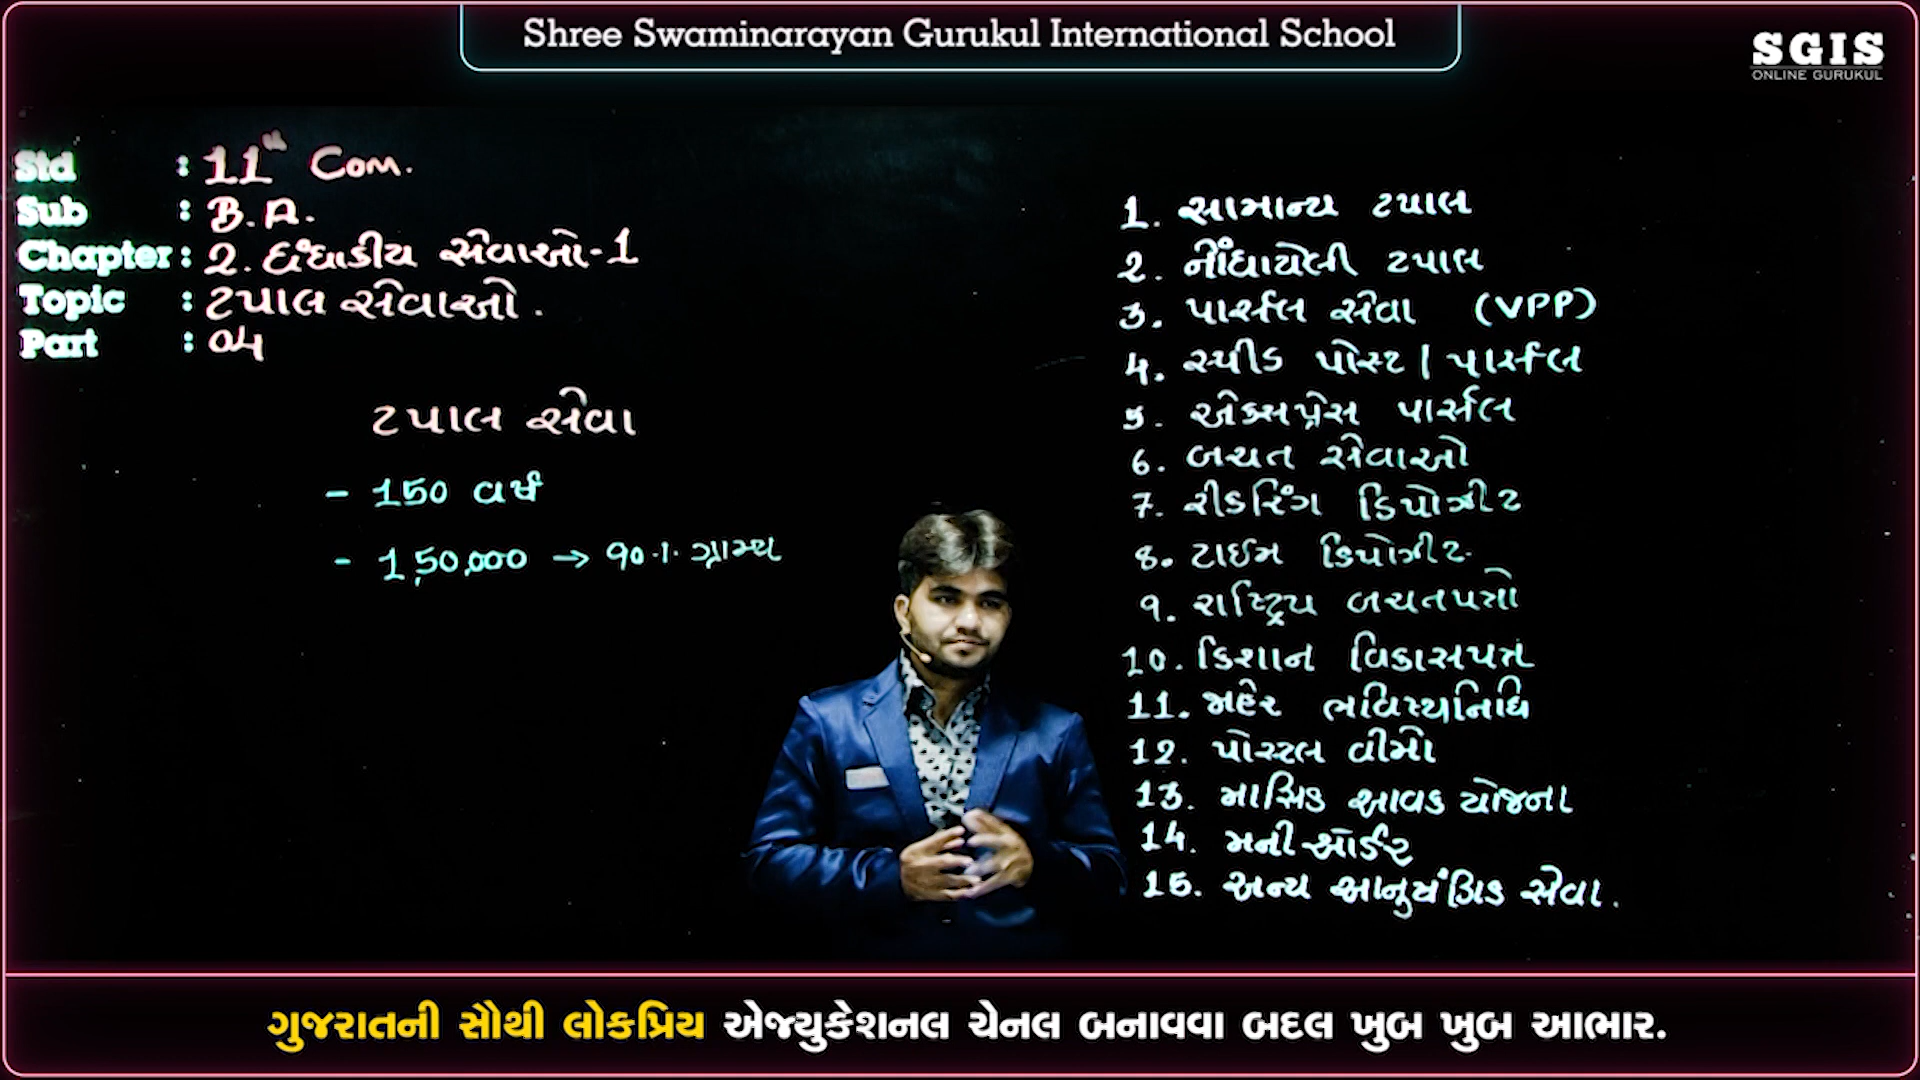 Shree Swaminarayan Gurukul International School
SGIS
ONLINE GURUKUL
Std : 11th Com.
Sub : B.A.
Chapter : 2. ધંધાકીય સેવાઓ-1
Topic : ટપાલ સેવાઓ.
Part : 04
ટપાલ સેવા
- 150 વર્ષ
- 1,50,000 → ૧૦.1. ગ્રામ્ય
1. સામાન્ય ટપાલ
2. નોંધાયેલી ટપાલ
3. પાર્સલ સેવા (VPP)
4. સ્પીડ પોસ્ટ / પાર્સલ
5. એક્સપ્રેસ પાર્સલ
6. બચત સેવાઓ
7. રીકરિંગ ડિપોઝીટ
8. ટાઈમ ડિપોઝીટ
9. રાષ્ટ્રિય બચતપત્રો
10. કિશાન વિકાસપત્ર
11. જાહેર ભવિષ્યનિધિ
12. પોસ્ટલ વીમો
13. માસિક આવક યોજના
14. મની ઑર્ડર
15. અન્ય આનુષંગિક સેવા.
ગુજરાતની સૌથી લોકપ્રિય એજ્યુકેશનલ ચેનલ બનાવવા બદલ ખુબ ખુબ આભાર.